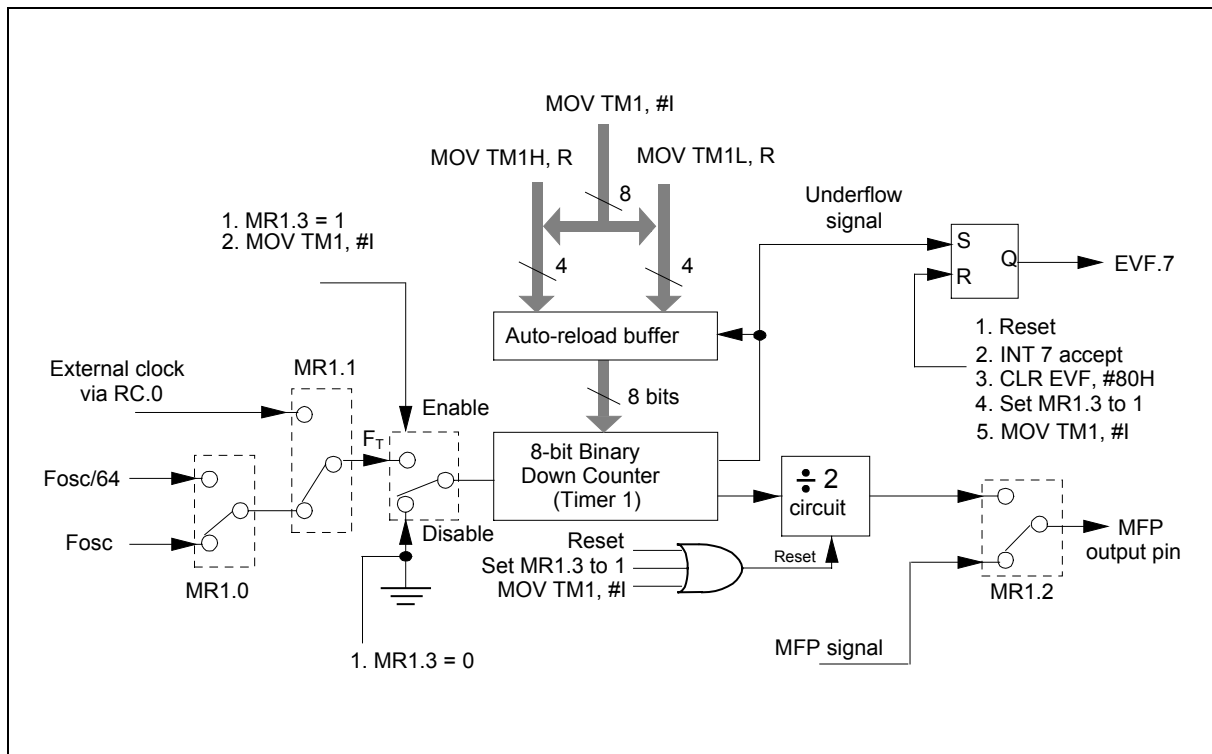 MOV TM1, #I
MOV TM1H, R
MOV TM1L, R
8
Underflow
signal
1. MR1.3 = 1
2. MOV TM1, #I
4
4
S
Q
R
EVF.7
Auto-reload buffer
1. Reset
2. INT 7 accept
3. CLR EVF, #80H
4. Set MR1.3 to 1
5. MOV TM1, #I
External clock
via RC.0
MR1.1
8 bits
Enable
FT
8-bit Binary
Down Counter
(Timer 1)
Fosc/64
÷ 2
circuit
Disable
Fosc
MFP
output pin
Reset
Set MR1.3 to 1
MOV TM1, #I
Reset
MR1.0
MR1.2
MFP signal
1. MR1.3 = 0